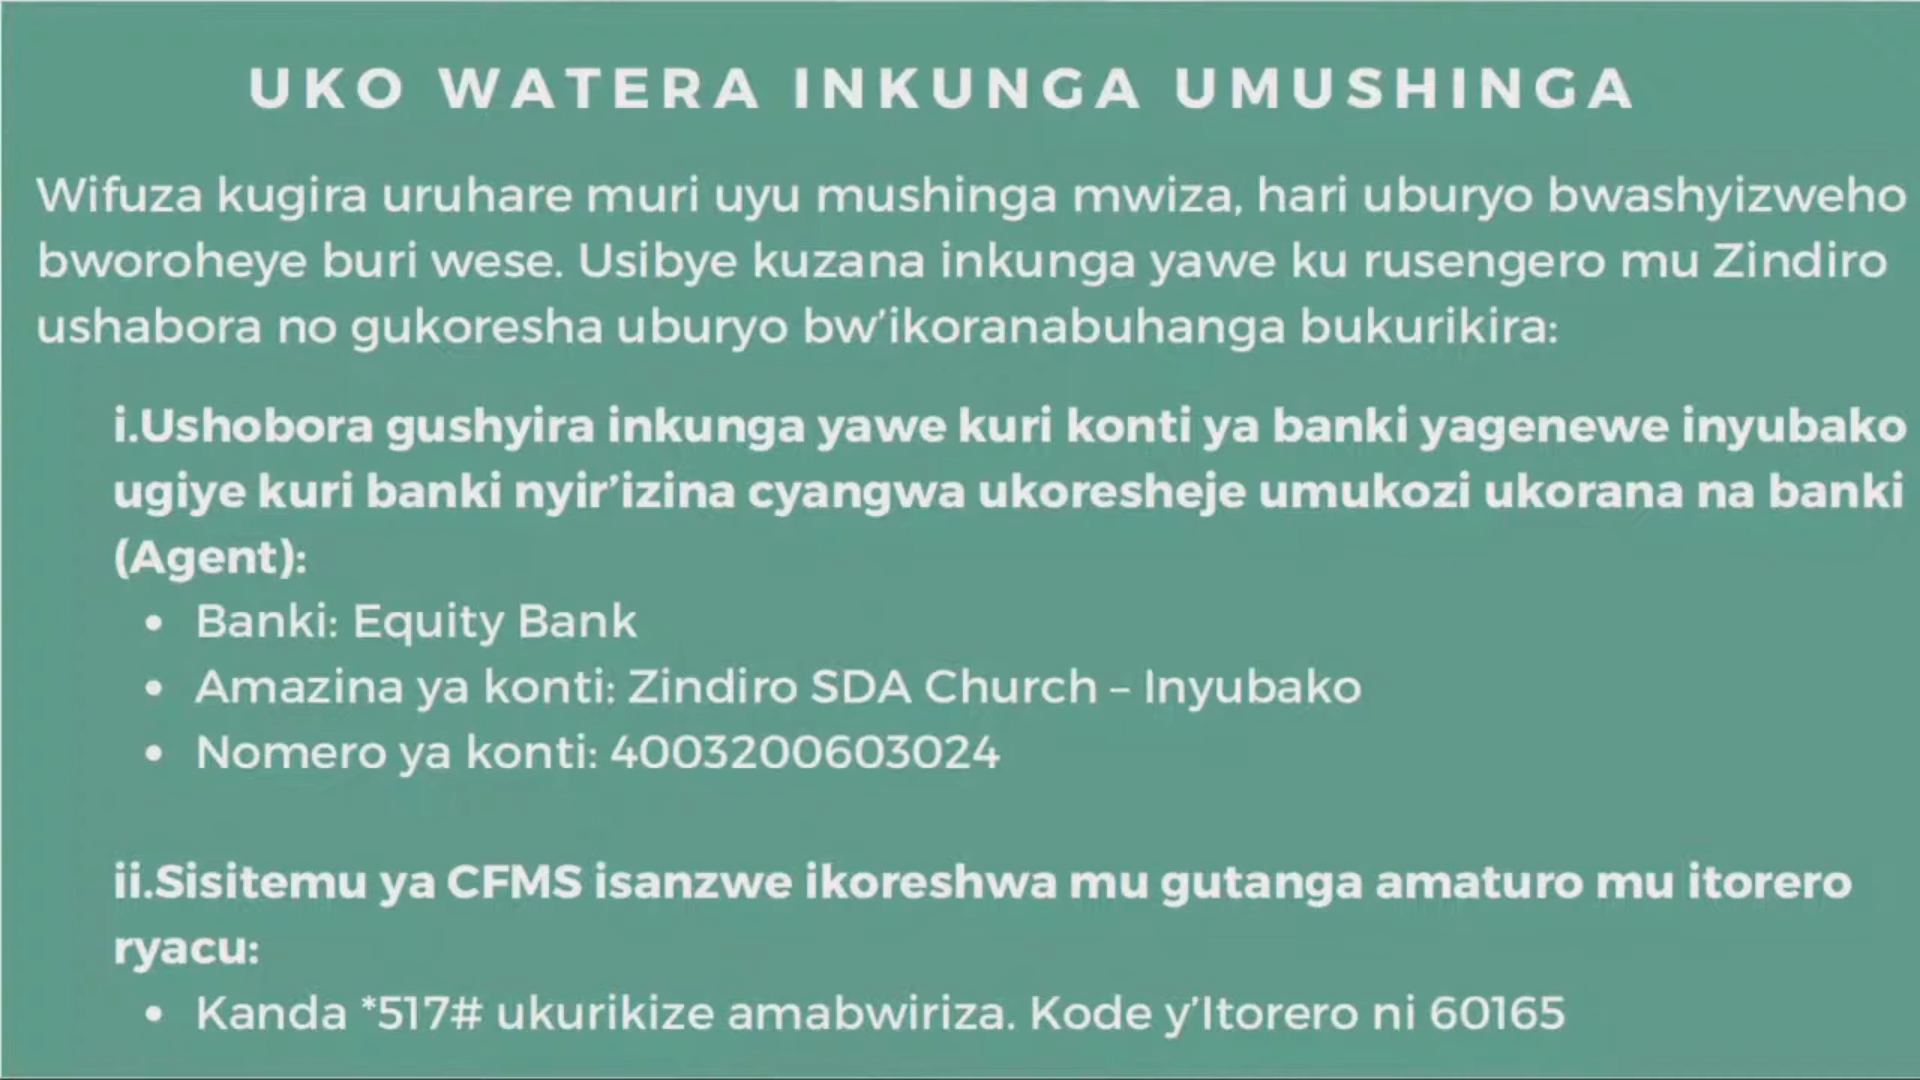 UKO WATERA INKUNGA UMUSHINGA
Wifuza kugira uruhare muri uyu mushinga mwiza, hari uburyo bwashyizweho
bworoheye buri wese. Usibye kuzana inkunga yawe ku rusengero mu Zindiro
ushabora no gukoresha uburyo bw'ikoranabuhanga bukurikira:
i.Ushobora gushyira inkunga yawe kuri konti ya banki yagenewe inyubako
ugiye kuri banki nyir'izina cyangwa ukoresheje umukozi ukorana na banki
(Agent):
• Banki: Equity Bank
• Amazina ya konti: Zindiro SDA Church – Inyubako
• Nomero ya konti: 4003200603024
ii.Sisitemu ya CFMS isanzwe ikoreshwa mu gutanga amaturo mu itorero
ryacu:
• Kanda *517# ukurikize amabwiriza. Kode y'Itorero ni 60165